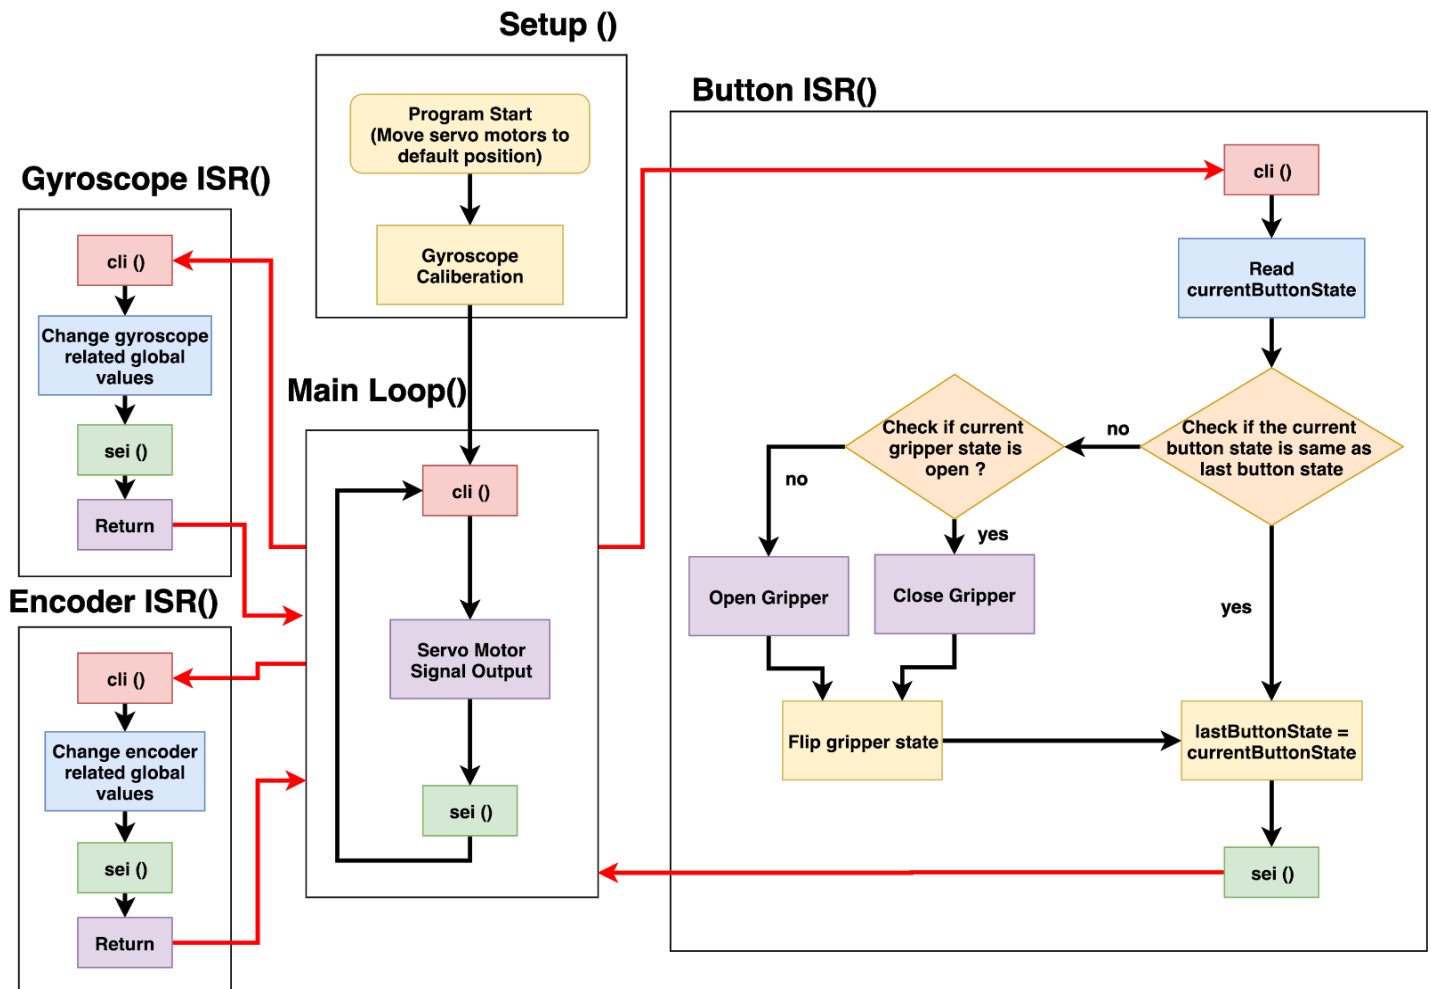 Setup ()
Program Start
(Move servo motors to
default position)
Gyroscope
Caliberation
Button ISR()
cli ()
Read
currentButtonState
Check if the current
button state is same as
last button state
no
yes
Check if current
gripper state is
open ?
no
yes
Open Gripper
Close Gripper
Flip gripper state
lastButtonState =
currentButtonState
sei ()
Gyroscope ISR()
cli ()
Change gyroscope
related global
values
sei ()
Return
Main Loop()
cli ()
Servo Motor
Signal Output
sei ()
Encoder ISR()
cli ()
Change encoder
related global
values
sei ()
Return